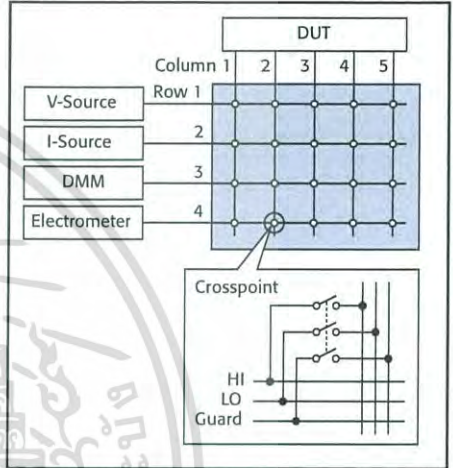 DUT
Column 1 2 3 4 5
Row 1
V-Source
2
I-Source
3
DMM
4
Electrometer
Crosspoint
HI
LO
Guard